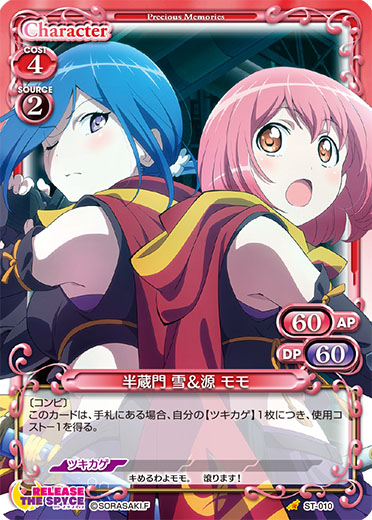 Precious Memories
Character
COST
4
SOURCE
2
60 AP
DP 60
半蔵門 雪&源 モモ
［コンビ］
このカードは、手札にある場合、自分の【ツキカゲ】1枚につき、使用コ
スト－1を得る。
ツキカゲ
キめるわよモモ。 滾ります！
RELEASE
THE SPYCE
©SORASAKI.F
ST-010